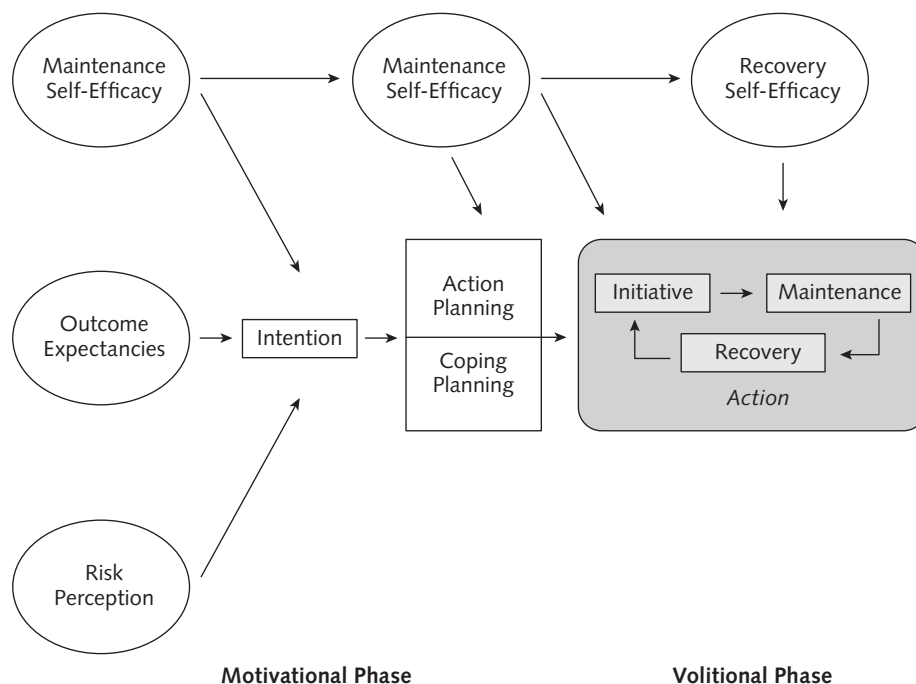 Maintenance
Self-Efficacy
Maintenance
Self-Efficacy
Recovery
Self-Efficacy
Outcome
Expectancies
Intention
Action
Planning
Coping
Planning
Initiative
Maintenance
Recovery
Action
Risk
Perception
Motivational Phase
Volitional Phase